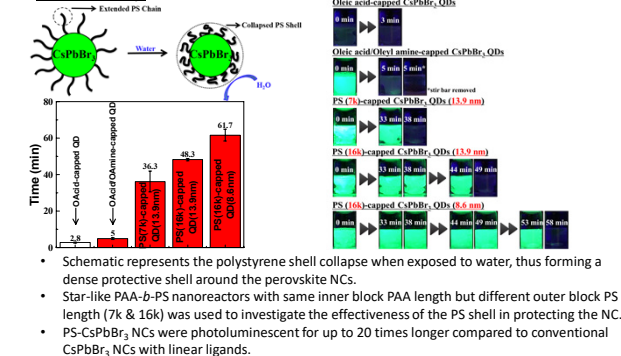 Extended PS Chain
Collapsed PS Shell
CsPbBr3
Water
CsPbBr3
H2O
80
60
40
20
0
Time (min)
2.8
OAcid-capped QD
5
OAcid/OAmine-capped QD
36.3
PS(7k)-capped
QD(13.9nm)
48.3
PS(16k)-capped
QD(13.9nm)
61.7
PS(16k)-capped
QD(8.6nm)
Oleic acid-capped CsPbBr3 QDs
0 min 3 min
Oleic acid/Oleyl amine-capped CsPbBr3 QDs
0 min 5 min 5 min*
*stir bar removed
PS (7k)-capped CsPbBr3 QDs (13.9 nm)
0 min 33 min 38 min
PS (16k)-capped CsPbBr3 QDs (13.9 nm)
0 min 33 min 38 min 44 min 49 min
PS (16k)-capped CsPbBr3 QDs (8.6 nm)
0 min 33 min 38 min 44 min 49 min 53 min 58 min
• Schematic represents the polystyrene shell collapse when exposed to water, thus forming a
dense protective shell around the perovskite NCs.
• Star-like PAA-b-PS nanoreactors with same inner block PAA length but different outer block PS
length (7k & 16k) was used to investigate the effectiveness of the PS shell in protecting the NC.
• PS-CsPbBr3 NCs were photoluminescent for up to 20 times longer compared to conventional
CsPbBr3 NCs with linear ligands.